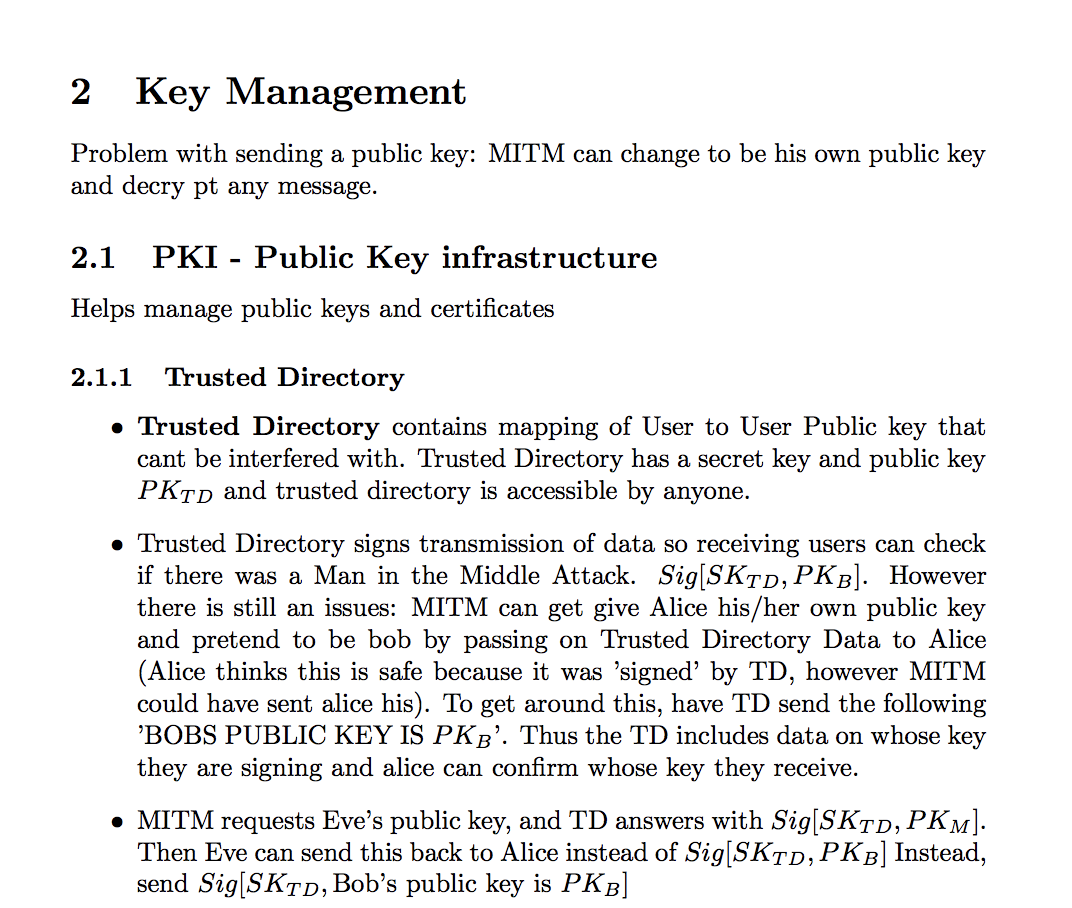 2 Key Management
Problem with sending a public key: MITM can change to be his own public key
and decry pt any message.
2.1 PKI - Public Key infrastructure
Helps manage public keys and certificates
2.1.1 Trusted Directory
• Trusted Directory contains mapping of User to User Public key that
cant be interfered with. Trusted Directory has a secret key and public key
PK_TD and trusted directory is accessible by anyone.
• Trusted Directory signs transmission of data so receiving users can check
if there was a Man in the Middle Attack. Sig[SK_TD, PK_B]. However
there is still an issues: MITM can get give Alice his/her own public key
and pretend to be bob by passing on Trusted Directory Data to Alice
(Alice thinks this is safe because it was ’signed’ by TD, however MITM
could have sent alice his). To get around this, have TD send the following
’BOBS PUBLIC KEY IS PK_B’. Thus the TD includes data on whose key
they are signing and alice can confirm whose key they receive.
• MITM requests Eve’s public key, and TD answers with Sig[SK_TD, PK_M].
Then Eve can send this back to Alice instead of Sig[SK_TD, PK_B] Instead,
send Sig[SK_TD, Bob’s public key is PK_B]